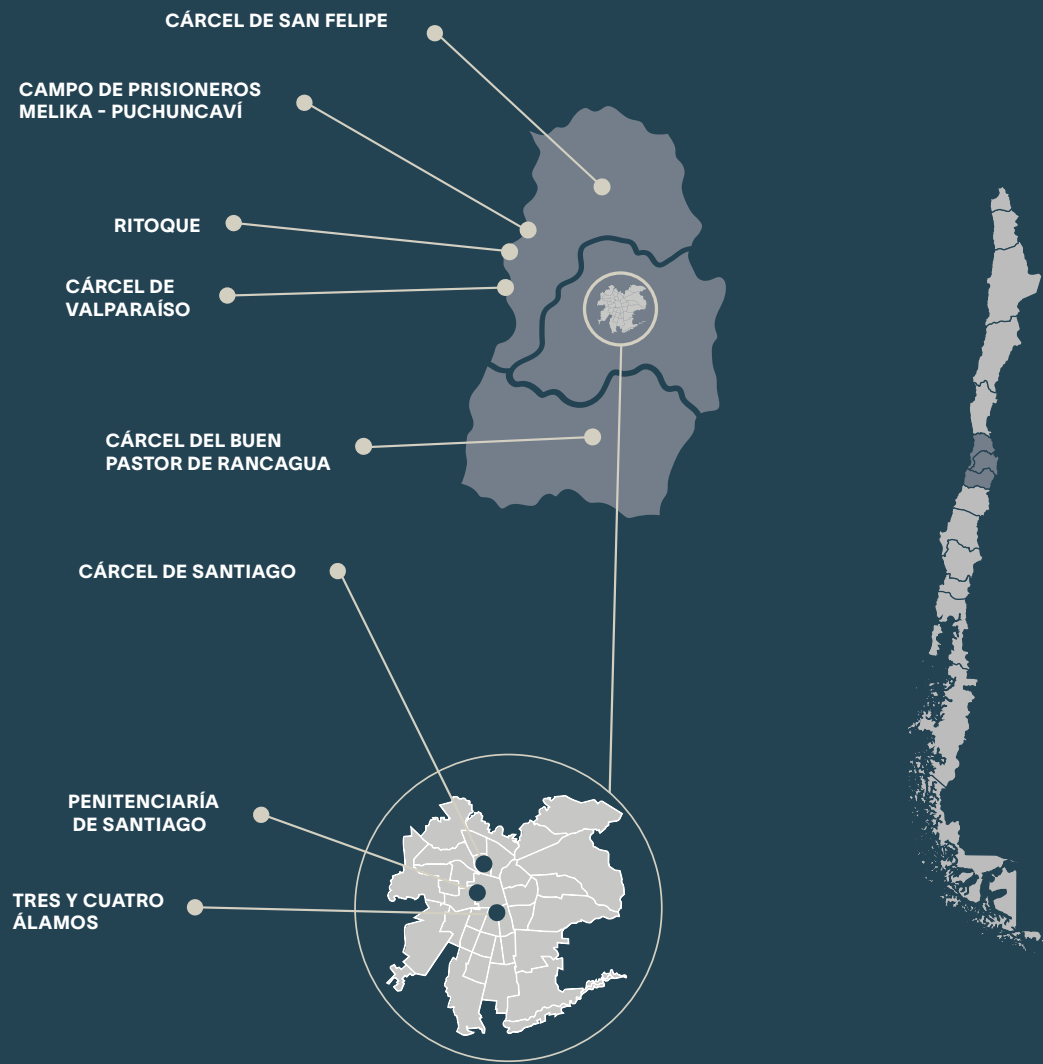 CÁRCEL DE SAN FELIPE
CAMPO DE PRISIONEROS
MELIKA - PUCHUNCAVÍ
RITOQUE
CÁRCEL DE
VALPARAÍSO
CÁRCEL DEL BUEN
PASTOR DE RANCAGUA
CÁRCEL DE SANTIAGO
PENITENCIARÍA
DE SANTIAGO
TRES Y CUATRO
ÁLAMOS